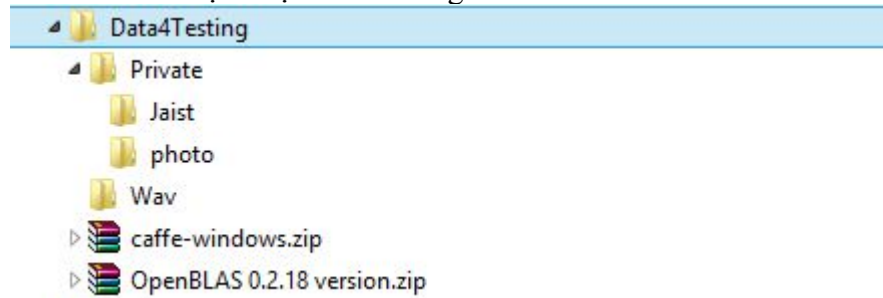 Data4Testing
Private
Jaist
photo
Wav
caffe-windows.zip
OpenBLAS 0.2.18 version.zip